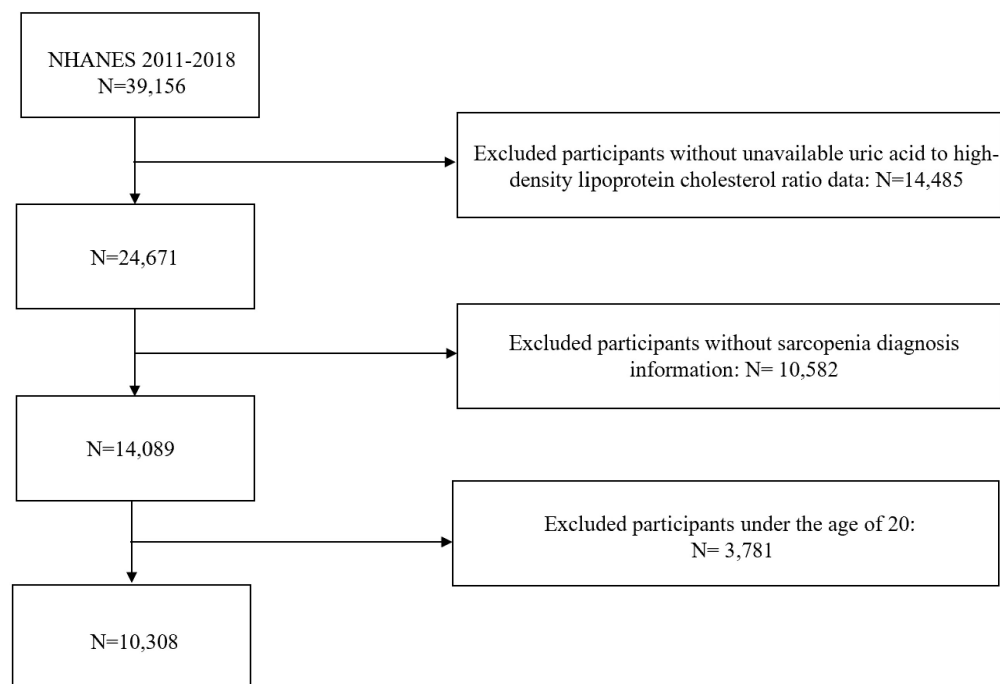 NHANES 2011-2018
N=39,156
Excluded participants without unavailable uric acid to high-
density lipoprotein cholesterol ratio data: N=14,485
N=24,671
Excluded participants without sarcopenia diagnosis
information: N= 10,582
N=14,089
Excluded participants under the age of 20:
N= 3,781
N=10,308